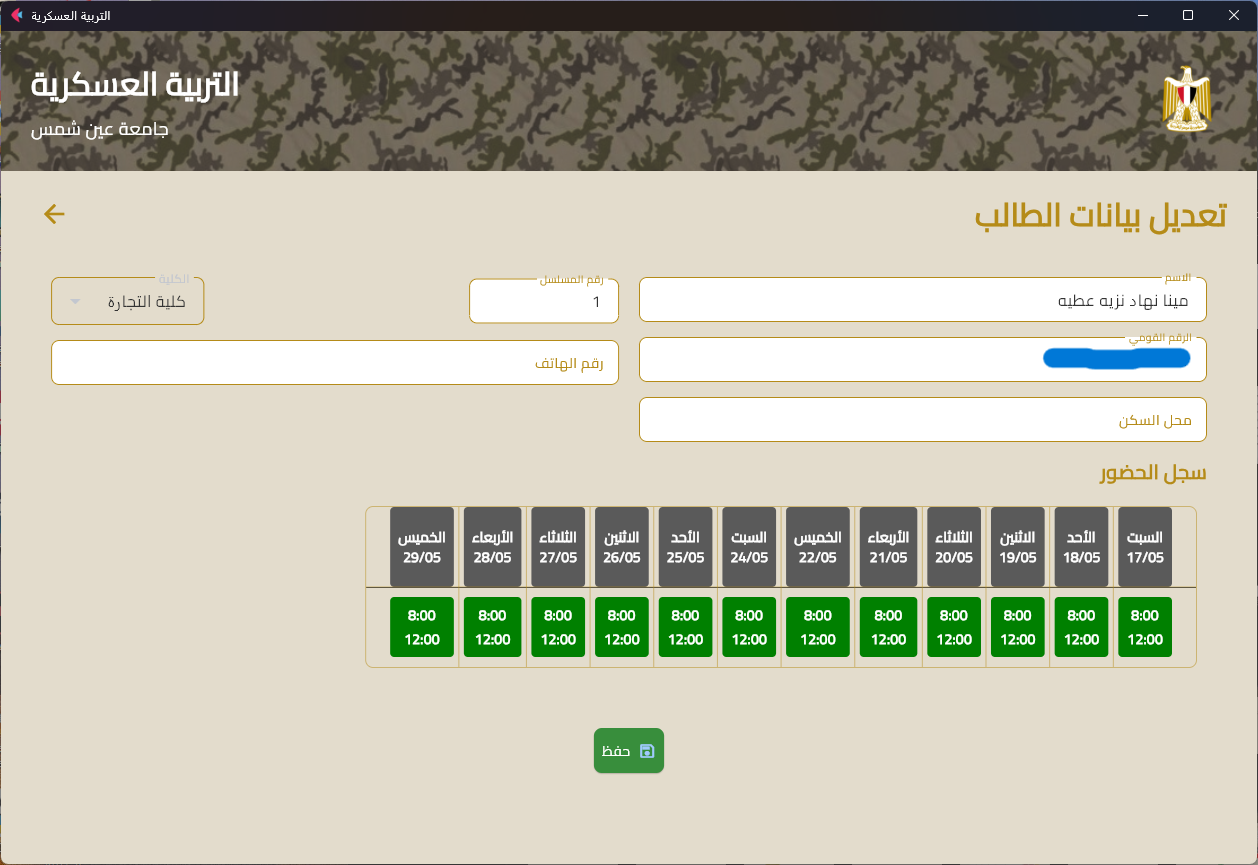 التربية العسكرية
التربية العسكرية
جامعة عين شمس
تعديل بيانات الطالب
الاسم
مينا نهاد نزيه عطيه
رقم المسلسل
1
الكلية
كلية التجارة
الرقم القومي
رقم الهاتف
محل السكن
سجل الحضور
السبت الأحد الاثنين الثلاثاء الأربعاء الخميس السبت الأحد الاثنين الثلاثاء الأربعاء الخميس
17/05 18/05 19/05 20/05 21/05 22/05 24/05 25/05 26/05 27/05 28/05 29/05
8:00 8:00 8:00 8:00 8:00 8:00 8:00 8:00 8:00 8:00 8:00 8:00
12:00 12:00 12:00 12:00 12:00 12:00 12:00 12:00 12:00 12:00 12:00 12:00
حفظ